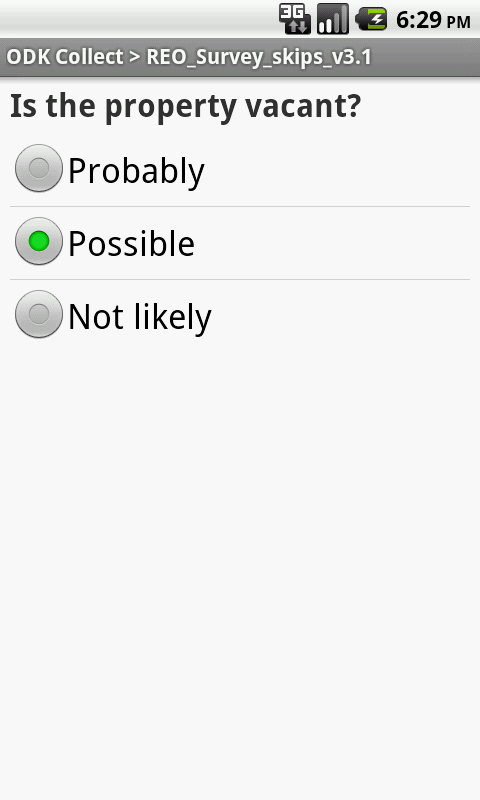 3G 6:29 PM
ODK Collect > REO_Survey_skips_v3.1
Is the property vacant?
Probably
Possible
Not likely